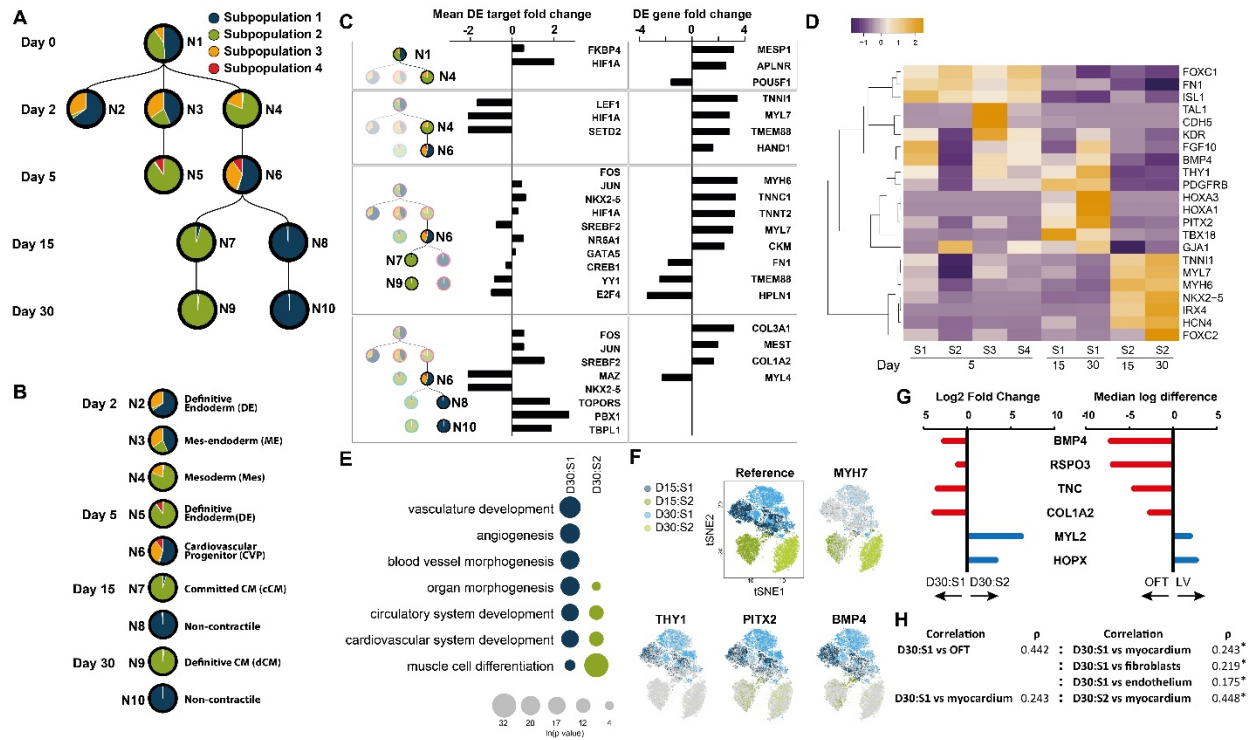 A
Subpopulation 1
Subpopulation 2
Subpopulation 3
Subpopulation 4
Day 0
N1
Day 2
N2
N3
N4
Day 5
N5
N6
Day 15
N7
N8
Day 30
N9
N10
B
Day 2
N2
Definitive
Endoderm (DE)
N3
Mes-endoderm (ME)
N4
Mesoderm (Mes)
Day 5
N5
Definitive
Endoderm(DE)
N6
Cardiovascular
Progenitor (CVP)
Day 15
N7
Committed CM (cCM)
N8
Non-contractile
Day 30
N9
Definitive CM (dCM)
N10
Non-contractile
C
Mean DE target fold change
-2 0 2
DE gene fold change
-4 0 4
N1
N4
FKBP4
HIF1A
MESP1
APLNR
POU5F1
N4
N6
LEF1
HIF1A
SETD2
TNNI1
MYL7
TMEM88
HAND1
N6
N7
N9
FOS
JUN
NKX2-5
HIF1A
SREBF2
NR6A1
GATA5
CREB1
YY1
E2F4
MYH6
TNNC1
TNNT2
MYL7
CKM
FN1
TMEM88
HPLN1
N6
N8
N10
FOS
JUN
SREBF2
MAZ
NKX2-5
TOPORS
PBX1
TBPL1
COL3A1
MEST
COL1A2
MYL4
D
-1 0 1 2
FOXC1
FN1
ISL1
TAL1
CDH5
KDR
FGF10
BMP4
THY1
PDGFRB
HOXA3
HOXA1
PITX2
TBX18
GJA1
TNNI1
MYL7
MYH6
NKX2-5
IRX4
HCN4
FOXC2
S1 S2 S3 S4 S1 S1 S2 S2
Day 5 15 30 15 30
E
D30:S1
D30:S2
vasculature development
angiogenesis
blood vessel morphogenesis
organ morphogenesis
circulatory system development
cardiovascular system development
muscle cell differentiation
32 20 17 12 4
ln(p value)
F
D15:S1
D15:S2
D30:S1
D30:S2
Reference
MYH7
tSNE2
tSNE1
THY1
PITX2
BMP4
G
Log2 Fold Change
5 0 5 10
Median log difference
-10 -5 0 5 10
BMP4
RSPO3
TNC
COL1A2
MYL2
HOPX
D30:S1 D30:S2
OFT LV
H
Correlation ρ Correlation ρ
D30:S1 vs OFT 0.442 : D30:S1 vs myocardium 0.243*
: D30:S1 vs fibroblasts 0.219*
: D30:S1 vs endothelium 0.175*
D30:S1 vs myocardium 0.243 : D30:S2 vs myocardium 0.448*